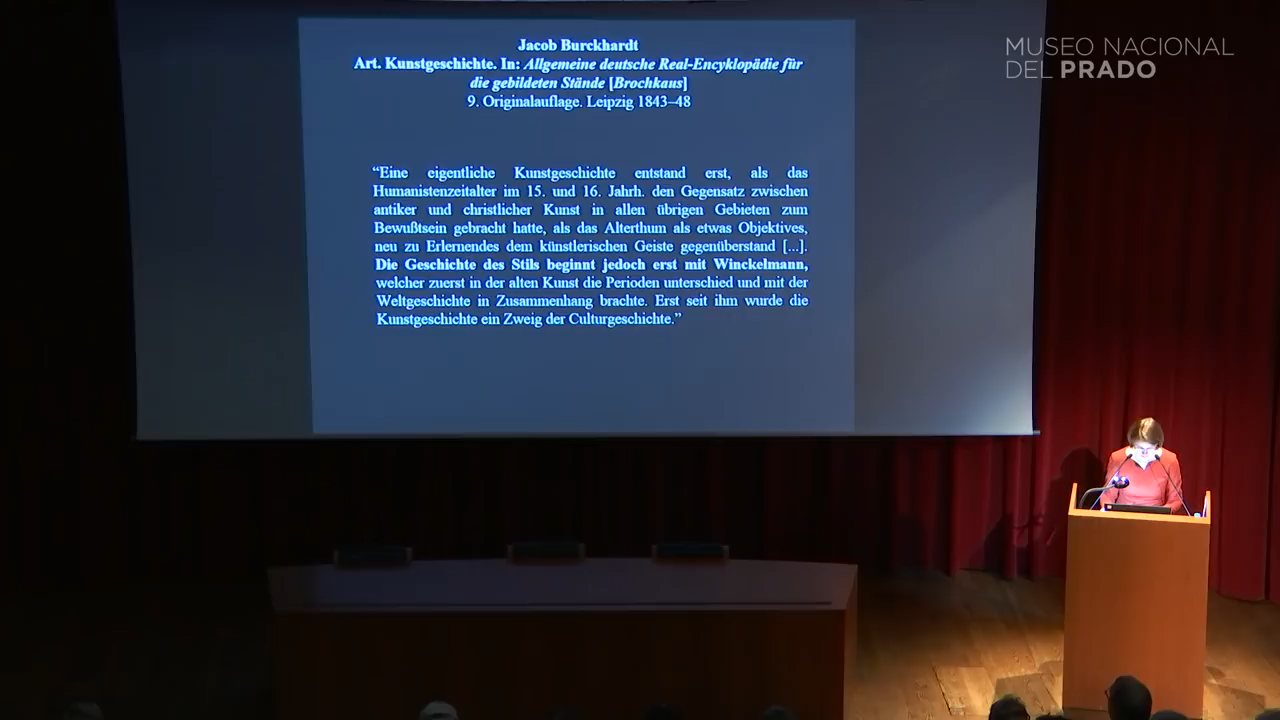 Jacob Burckhardt
Art. Kunstgeschichte. In: Allgemeine deutsche Real-Encyklopädie für
die gebildeten Stände [Brochkaus]
9. Originalauflage. Leipzig 1843–48
“Eine eigentliche Kunstgeschichte entstand erst, als das
Humanistenzeitalter im 15. und 16. Jahrh. den Gegensatz zwischen
antiker und christlicher Kunst in allen übrigen Gebieten zum
Bewußtsein gebracht hatte, als das Alterthum als etwas Objektives,
neu zu Erlernendes dem künstlerischen Geiste gegenüberstand [...].
Die Geschichte des Stils beginnt jedoch erst mit Winckelmann,
welcher zuerst in der alten Kunst die Perioden unterschied und mit der
Weltgeschichte in Zusammenhang brachte. Erst seit ihm wurde die
Kunstgeschichte ein Zweig der Culturgeschichte.”
MUSEO NACIONAL
DEL PRADO